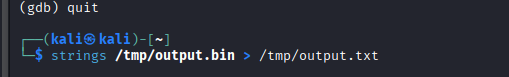 (gdb) quit
┌──(kali㉿kali)-[~]
└─$ strings /tmp/output.bin > /tmp/output.txt